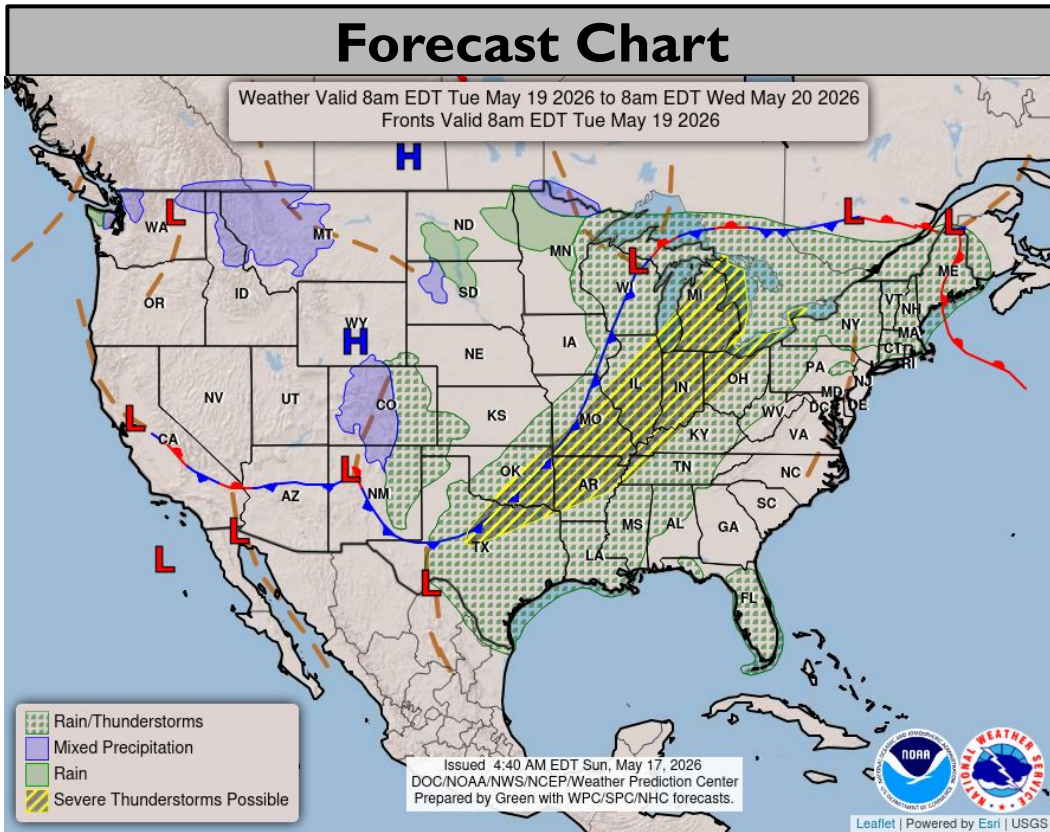 Forecast Chart
Weather Valid 8am EDT Tue May 19 2026 to 8am EDT Wed May 20 2026
Fronts Valid 8am EDT Tue May 19 2026
H
WA
L
MT
ND
MN
L
L
L
ME
OR
ID
WY
H
SD
WI
MI
VT
NH
NY
MA
CT
RI
IA
NE
PA
NJ
OH
IN
IL
MD
DE
DC
NV
UT
CO
KS
MO
WV
VA
KY
L
CA
L
NM
AZ
OK
AR
TN
NC
SC
L
L
TX
MS
AL
GA
LA
L
FL
Rain/Thunderstorms
Mixed Precipitation
Rain
Severe Thunderstorms Possible
Issued 4:40 AM EDT Sun, May 17, 2026
DOC/NOAA/NWS/NCEP/Weather Prediction Center
Prepared by Green with WPC/SPC/NHC forecasts.
NOAA
NATIONAL WEATHER SERVICE
Leaflet | Powered by Esri | USGS